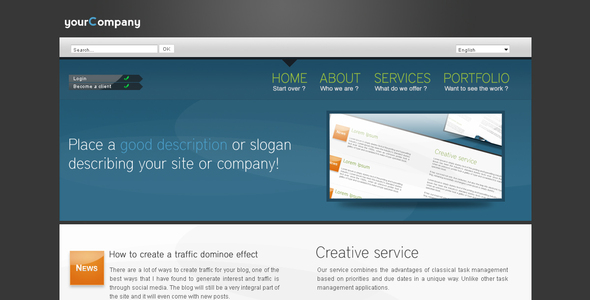 yourCompany
Search...
OK
English
Login
Become a client
HOME
ABOUT
SERVICES
PORTFOLIO
Start over ?
Who we are ?
What do we offer ?
Want to see the work ?
Place a good description or slogan
describing your site or company!
Lorem Ipsum
Creative service
Lorem Ipsum
Lorem Ipsum
News
How to create a traffic dominoe effect
There are a lot of ways to create traffic for your blog, one of the
best ways that I have found to generate interest and traffic is
through social media. The blog will still be a very integral part of
the site and it will even come with new posts.
Creative service
Our service combines the advantages of classical task management
based on priorities and due dates in a unique way. Unlike other task
management applications.